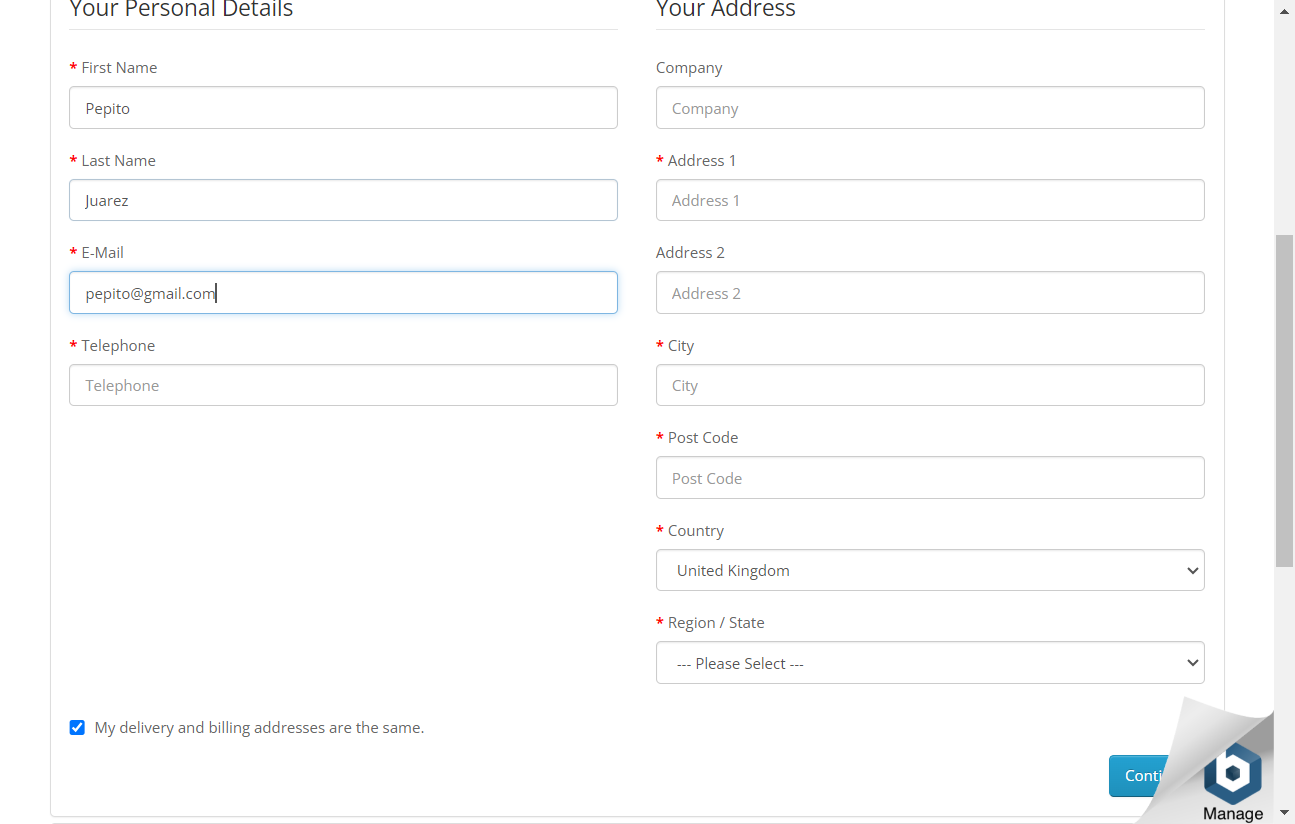 Your Personal Details
* First Name
Pepito
* Last Name
Juarez
* E-Mail
pepito@gmail.com
* Telephone
Telephone
Your Address
Company
Company
* Address 1
Address 1
Address 2
Address 2
* City
City
* Post Code
Post Code
* Country
United Kingdom
* Region / State
--- Please Select ---
My delivery and billing addresses are the same.
Conti
Manage